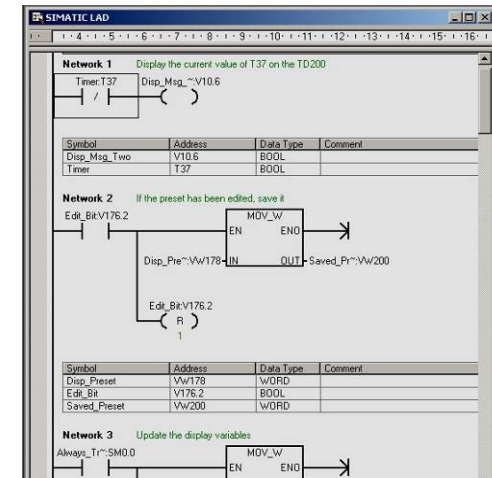 SIMATIC LAD
· 4 · 5 · 6 · 7 · 8 · 9 · 10 · 11 · 12 · 13 · 14 · 15 · 16 ·
Network 1 Display the current value of T37 on the TD200
Timer:T37 Disp_Msg_~:V10.6
/
Symbol Address Data Type Comment
Disp_Msg_Two V10.6 BOOL
Timer T37 BOOL
Network 2 If the preset has been edited, save it
Edit_Bit:V176.2 MOV_W
EN ENO
Disp_Pre~:VW178 IN OUT Saved_Pr~:VW200
Edit_Bit:V176.2
R
1
Symbol Address Data Type Comment
Disp_Preset VW178 WORD
Edit_Bit V176.2 BOOL
Saved_Preset VW200 WORD
Network 3 Update the display variables
Always_Tr~:SM0.0 MOV_W
EN ENO